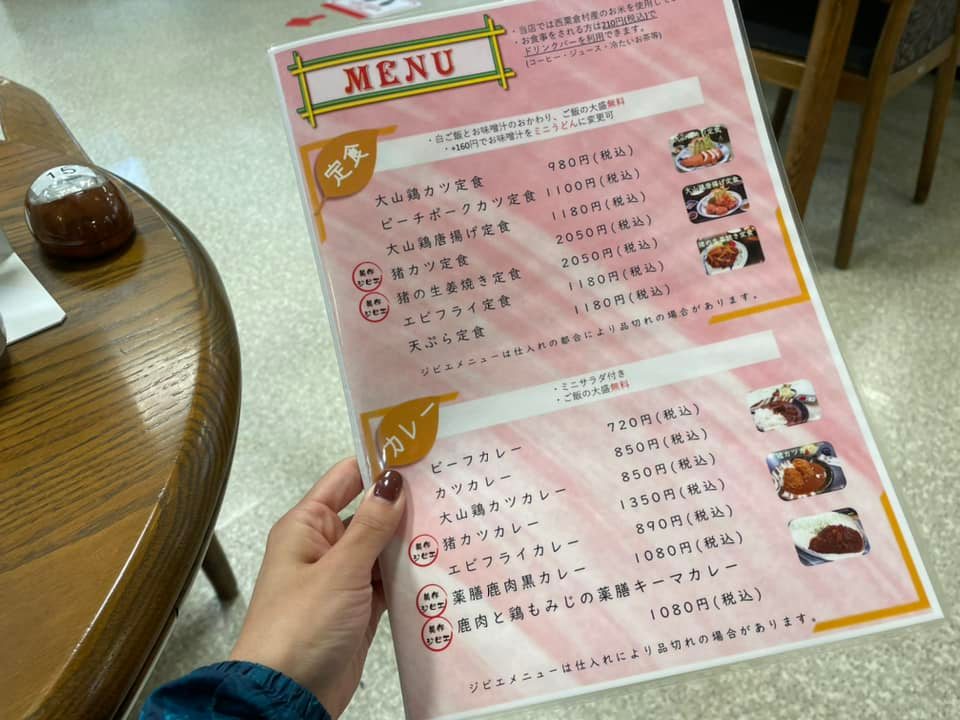 MENU
・当店では西粟倉村産のお米を使用して
・お食事をされる方は210円(税込)で
ドリンクバーを利用できます。
(コーヒー・ジュース・冷たいお茶等)
定食
・白ご飯とお味噌汁のおかわり、ご飯の大盛無料
・+160円でお味噌汁をミニうどんに変更可
大山鶏カツ定食 980円(税込)
ピーチポークカツ定食 1100円(税込)
大山鶏唐揚げ定食 1180円(税込)
猪カツ定食 2050円(税込)
猪の生姜焼き定食 2050円(税込)
エビフライ定食 1180円(税込)
天ぷら定食 1180円(税込)
ジビエメニューは仕入れの都合により品切れの場合があります。
カレー
・ミニサラダ付き
・ご飯の大盛無料
ビーフカレー 720円(税込)
カツカレー 850円(税込)
大山鶏カツカレー 850円(税込)
猪カツカレー 1350円(税込)
エビフライカレー 890円(税込)
薬膳鹿肉黒カレー 1080円(税込)
鹿肉と鶏もみじの薬膳キーマカレー
1080円(税込)
ジビエメニューは仕入れにより品切れの場合があります。
15